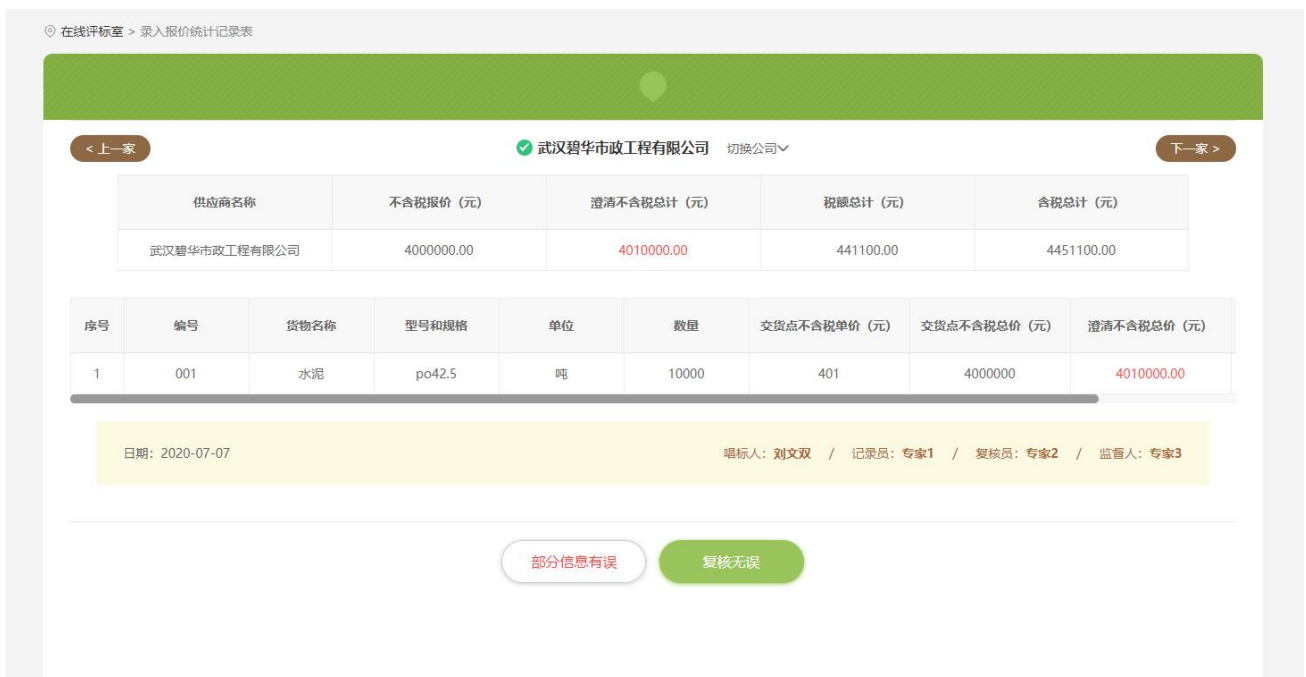 在线评标室 > 录入报价统计记录表
< 上一家 武汉碧华市政工程有限公司 切换公司 下一家 >
供应商名称 不含税报价（元） 澄清不含税总计（元） 税额总计（元） 含税总计（元）
武汉碧华市政工程有限公司 4000000.00 4010000.00 441100.00 4451100.00
序号 编号 货物名称 型号和规格 单位 数量 交货点不含税单价（元） 交货点不含税总价（元） 澄清不含税总价（元）
1 001 水泥 po42.5 吨 10000 401 4000000 4010000.00
日期：2020-07-07 唱标人：刘文双 / 记录员：专家1 / 复核员：专家2 / 监督人：专家3
部分信息有误 复核无误